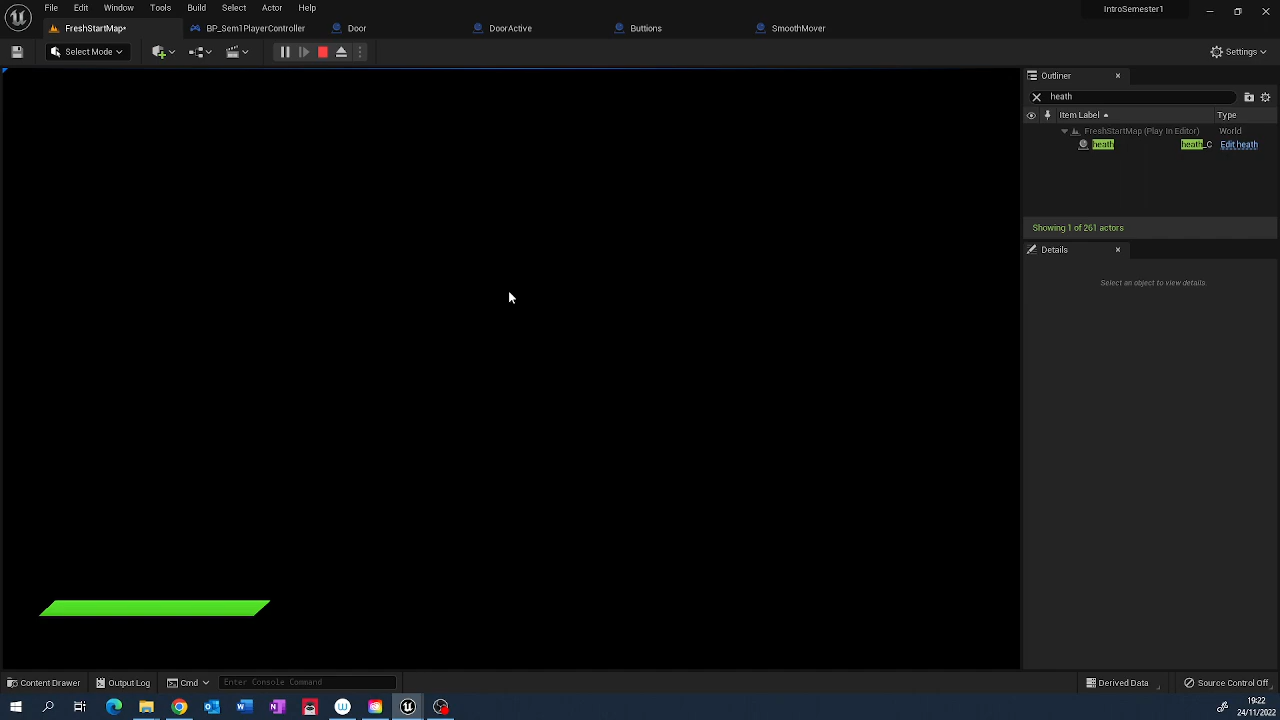 File Edit Window Tools Build Select Actor Help IntroSemester1
FreshStartMap• BP_Sem1PlayerController Door DoorActive Buttions SmoothMover
Select Mode Settings
Outliner
heath
Item Label Type
FreshStartMap (Play In Editor) World
heath heath_C Edit heath
Showing 1 of 261 actors
Details
Select an object to view details.
Content Drawer Output Log Cmd Enter Console Command Derived Data Source Control Off
19:22
24/11/2022